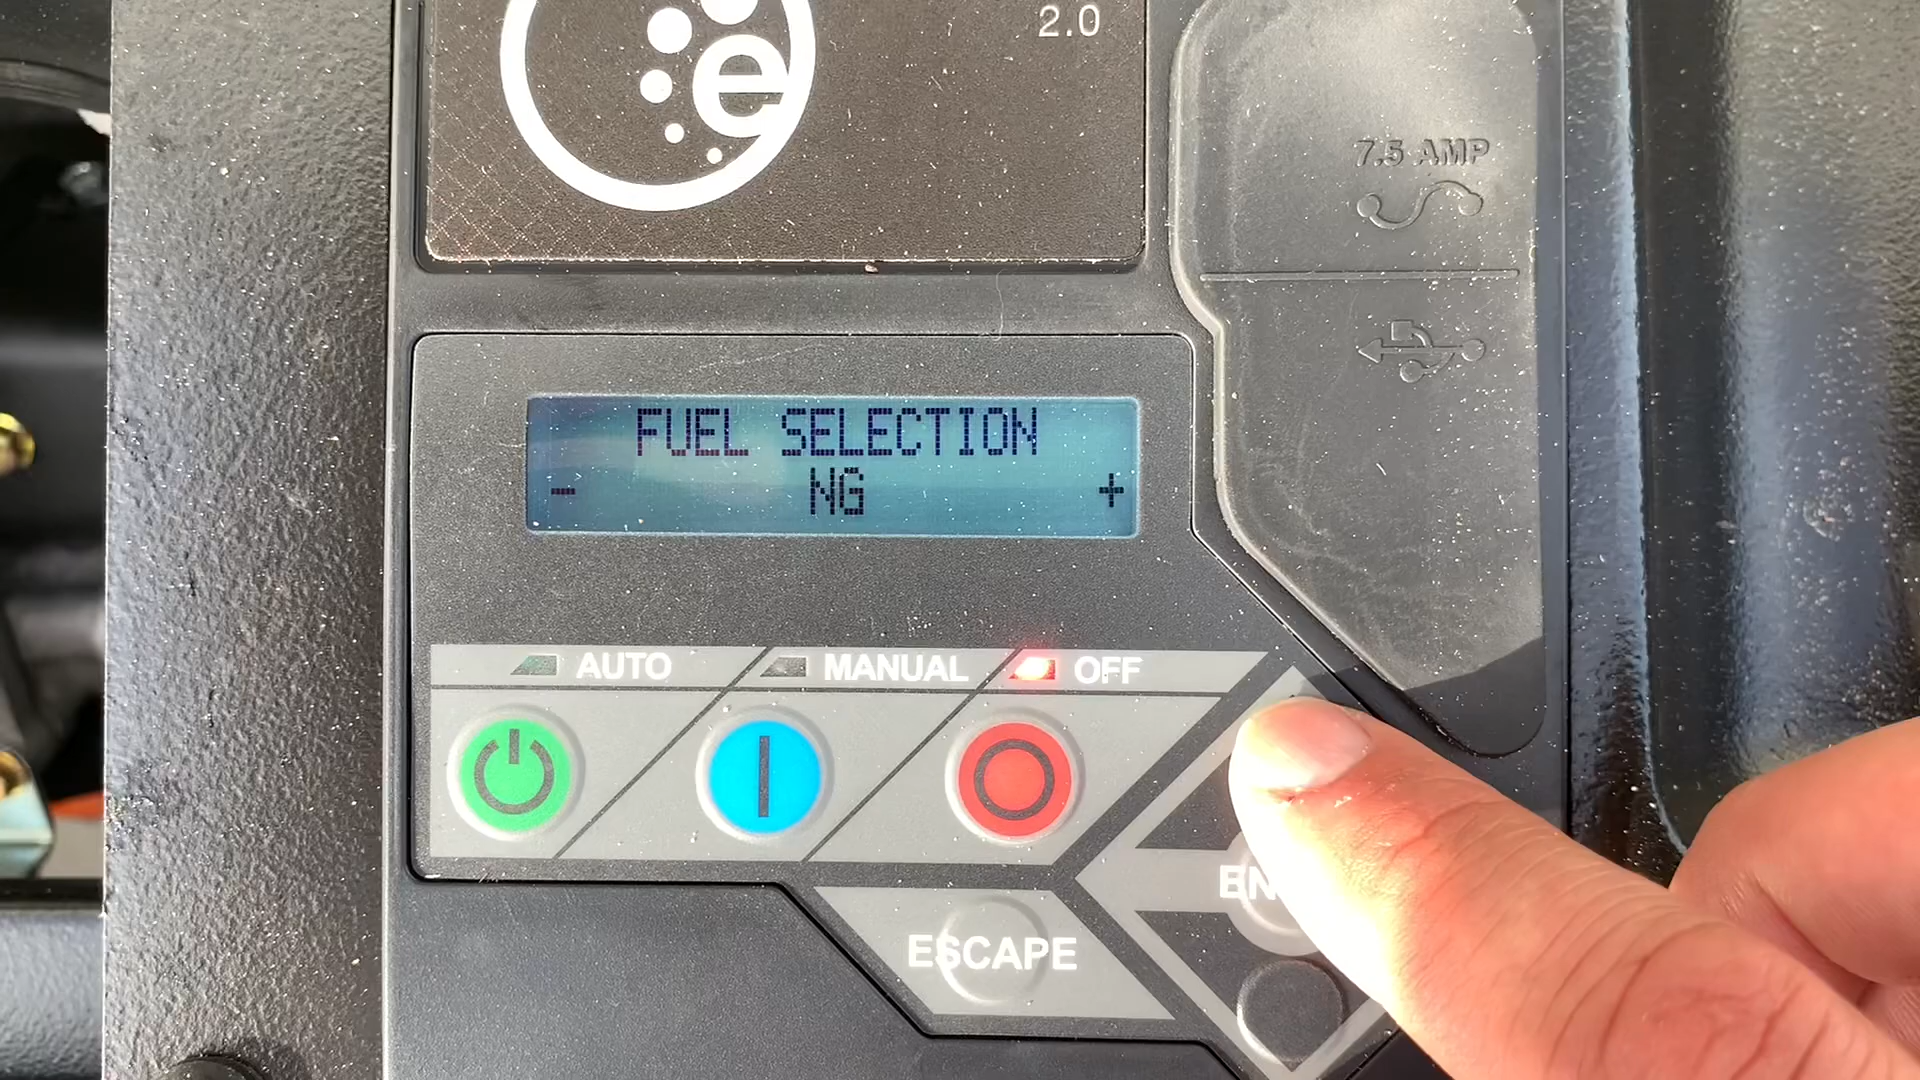 2.0
e
7.5 AMP
FUEL SELECTION
- NG +
AUTO MANUAL OFF
ESCAPE